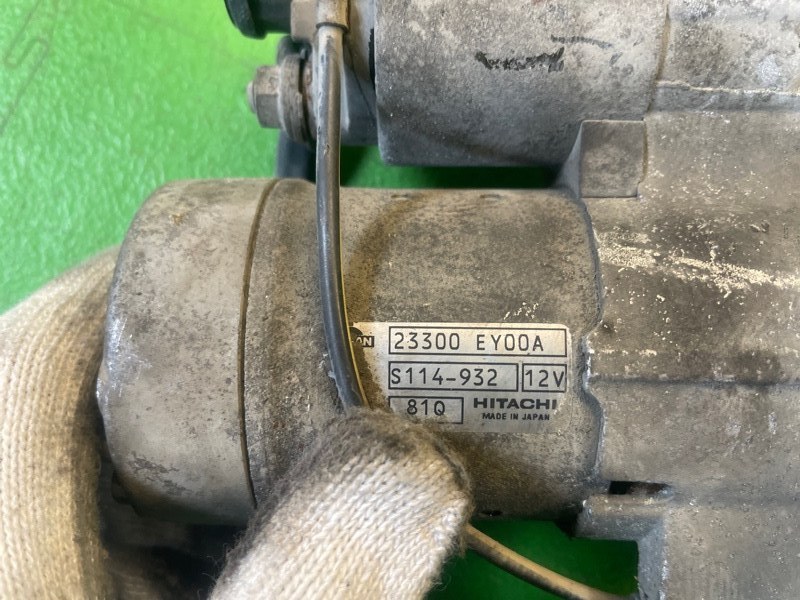 23300 EY00A
S114-932 12V
81Q HITACHI
MADE IN JAPAN